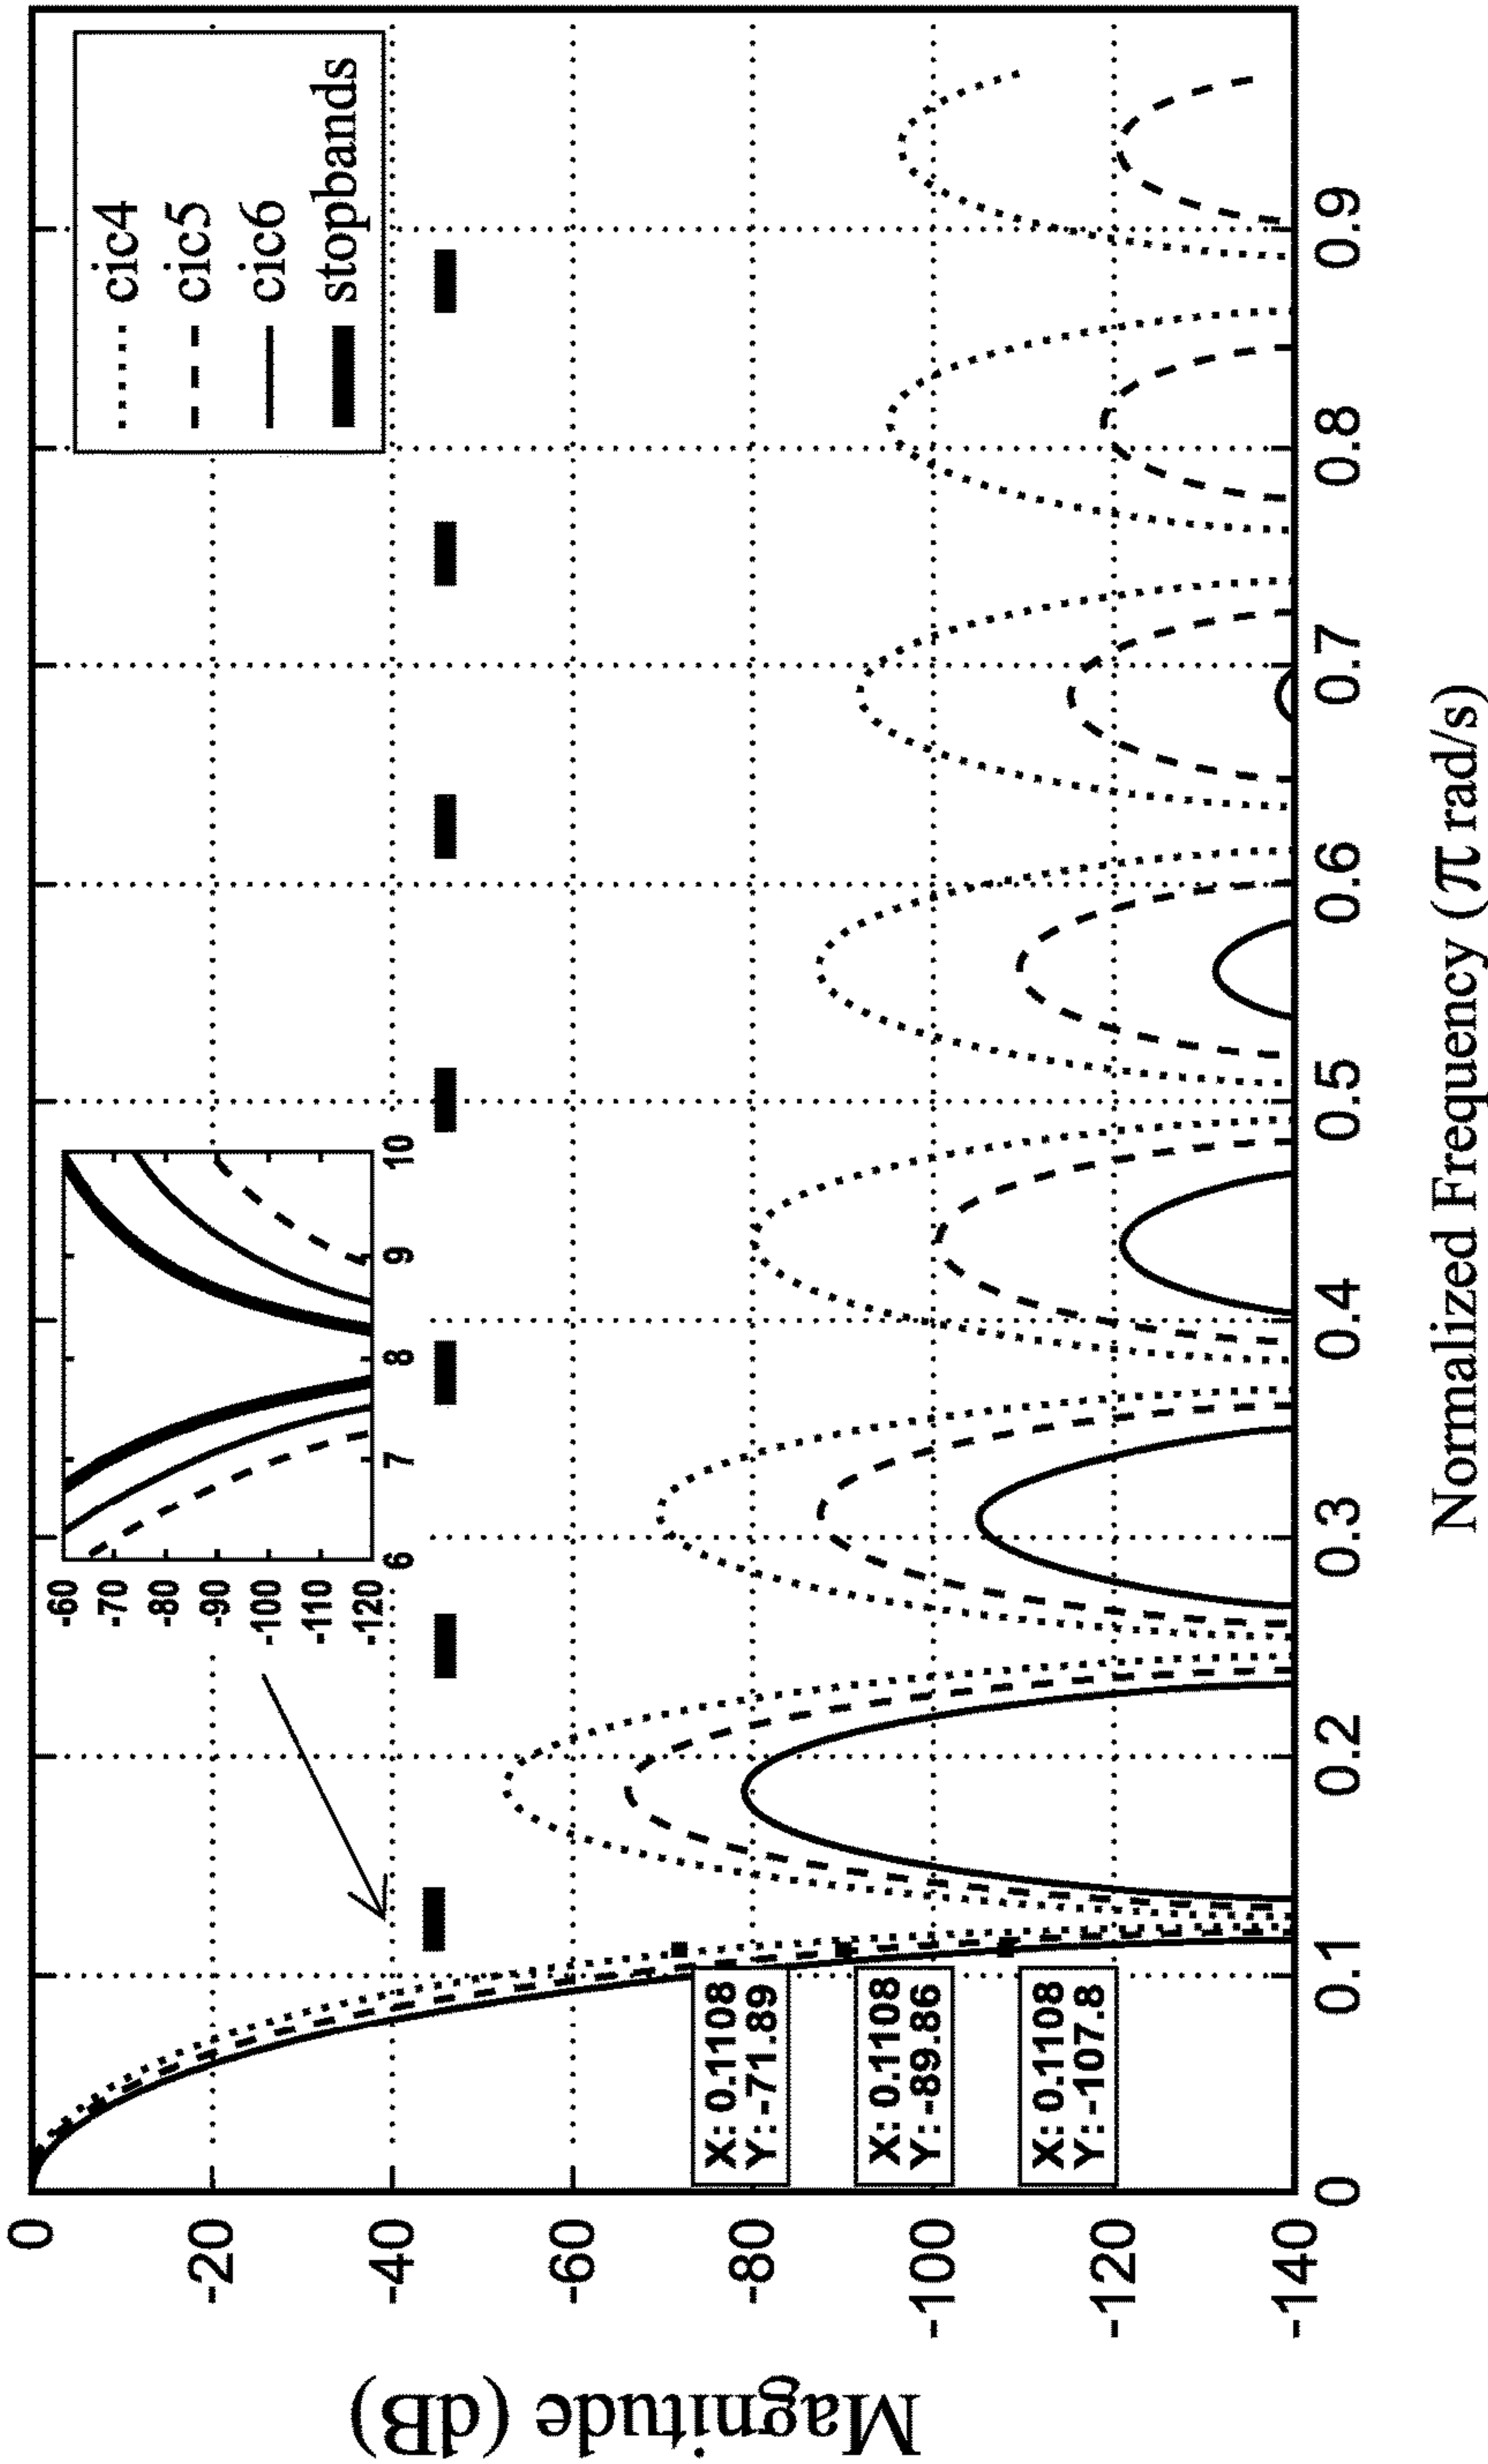 Magnitude (dB)
0
-20
-40
-60
-80
-100
-120
-140
0
0.1
0.2
0.3
0.4
0.5
0.6
0.7
0.8
0.9
Normalized Frequency (π rad/s)
cic4
cic5
cic6
stopbands
-60
-70
-80
-90
-100
-110
-120
6
7
8
9
10
X: 0.1108
Y: -71.89
X: 0.1108
Y: -89.86
X: 0.1108
Y: -107.8